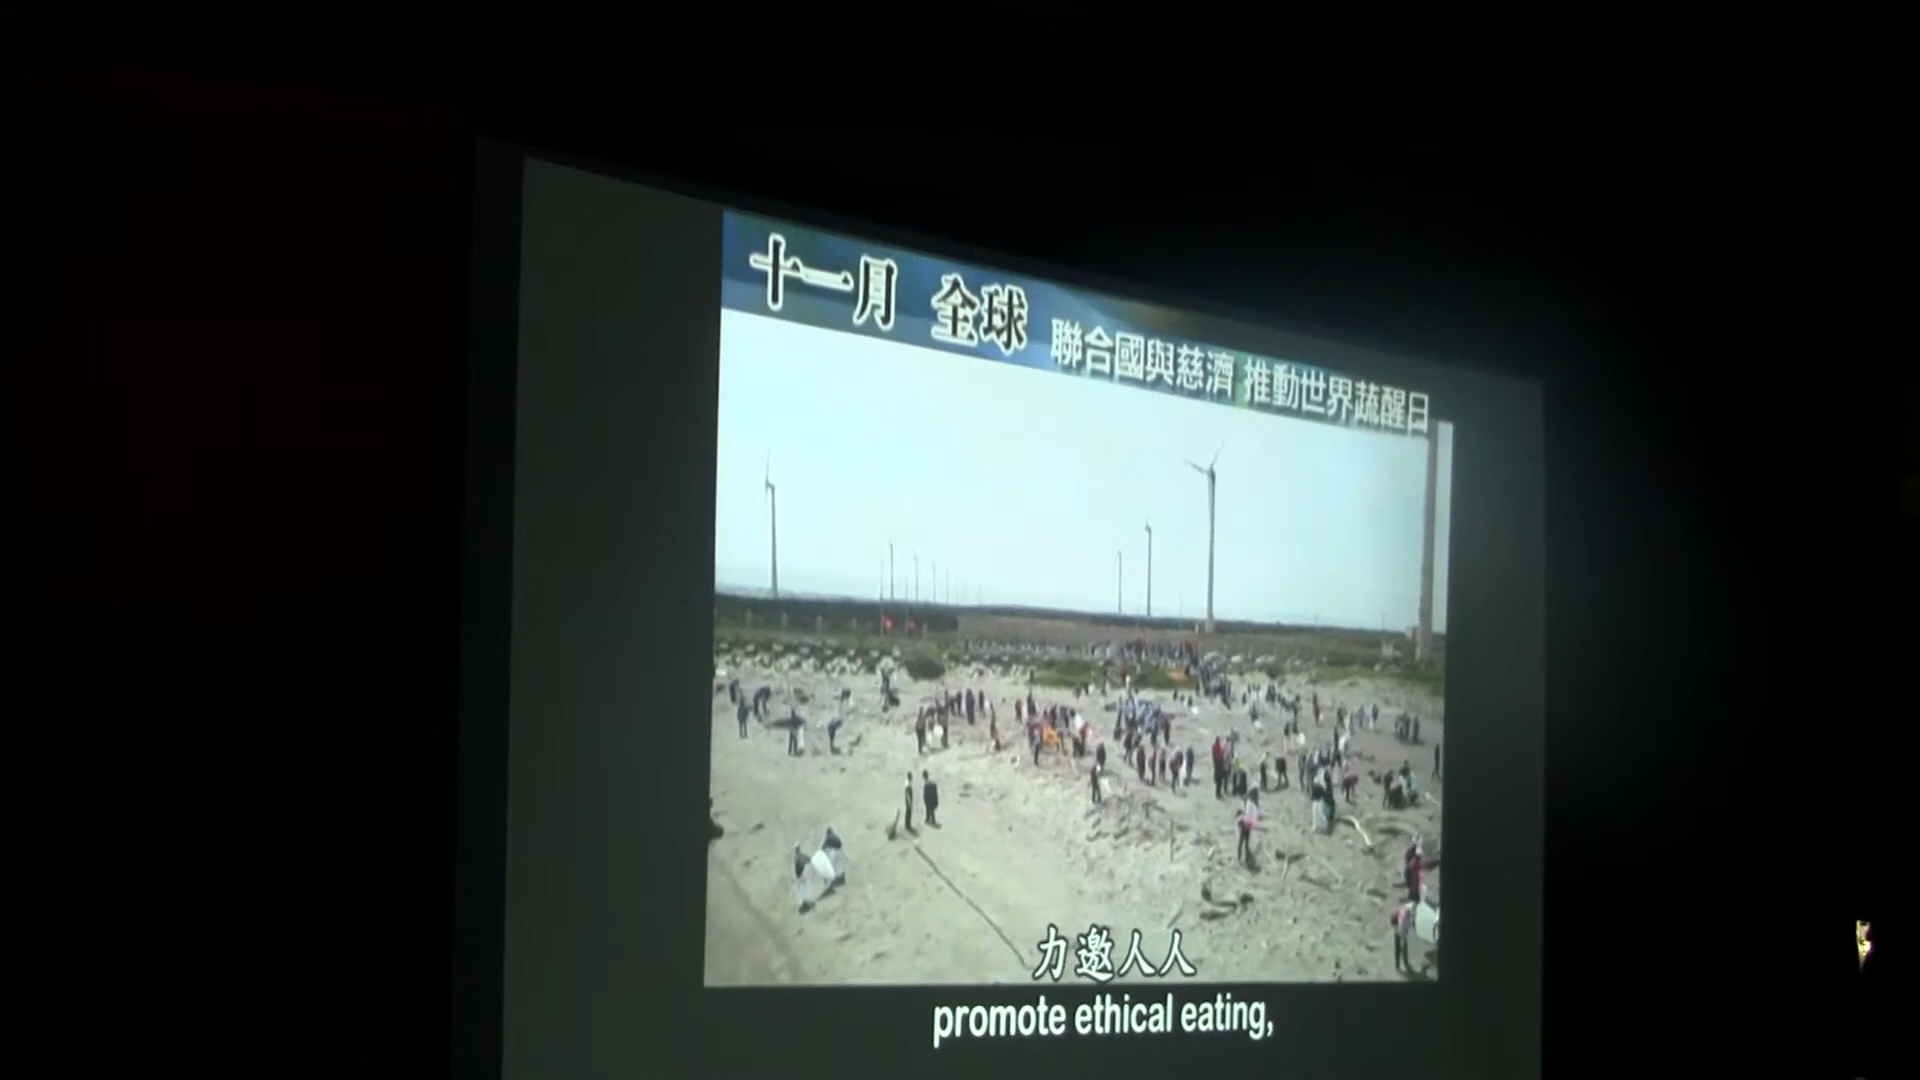 十一月 全球 聯合國與慈濟 推動世界蔬醒日
力邀人人
promote ethical eating,